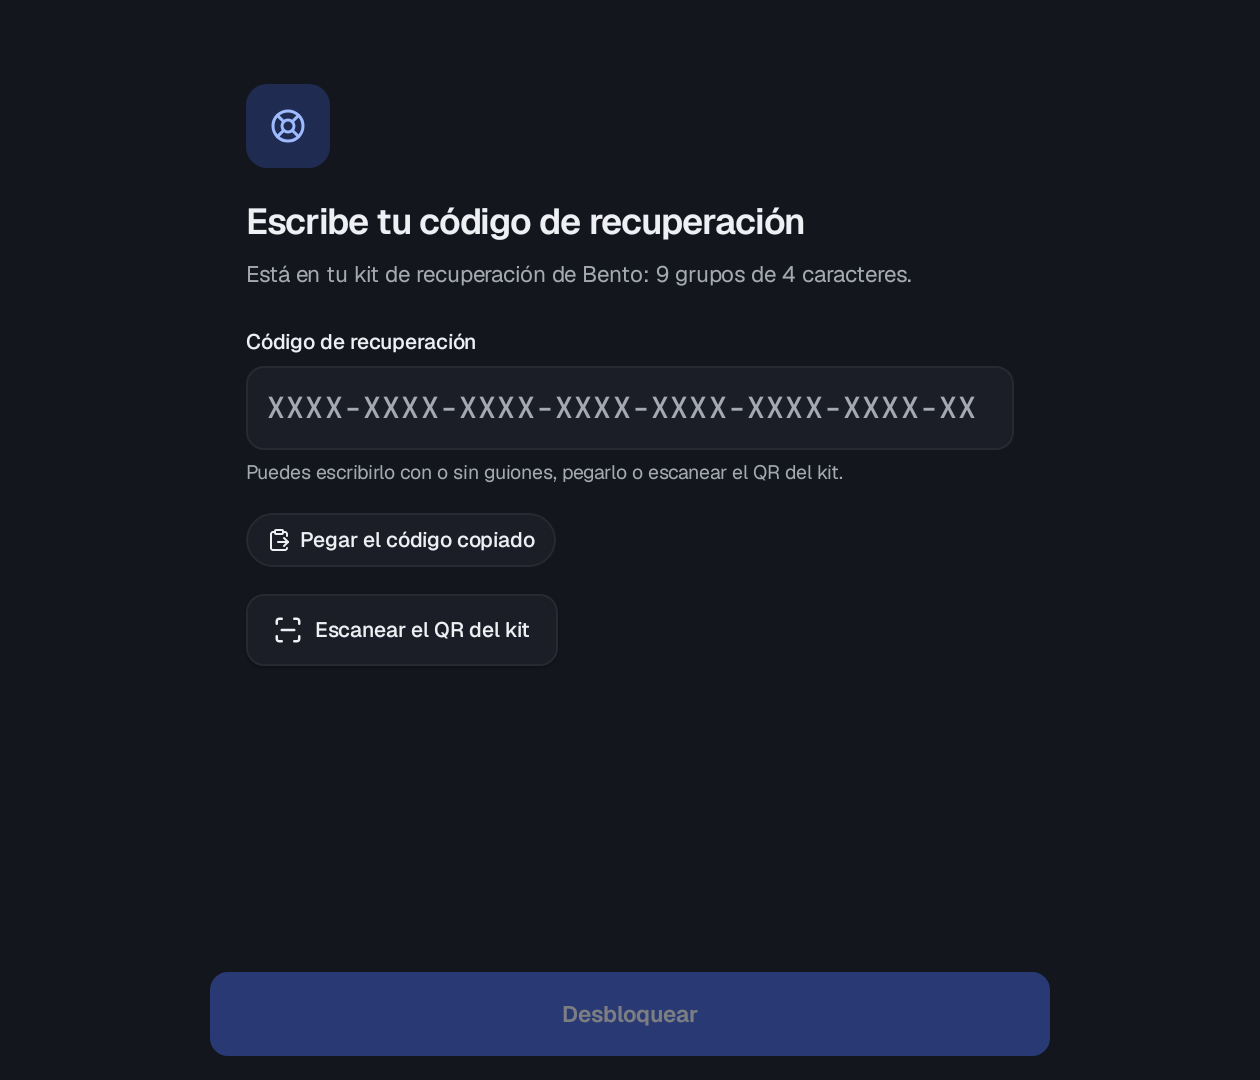 Escribe tu código de recuperación
Está en tu kit de recuperación de Bento: 9 grupos de 4 caracteres.
Código de recuperación
XXXX-XXXX-XXXX-XXXX-XXXX-XXXX-XXXX-XX
Puedes escribirlo con o sin guiones, pegarlo o escanear el QR del kit.
Pegar el código copiado
Escanear el QR del kit
Desbloquear